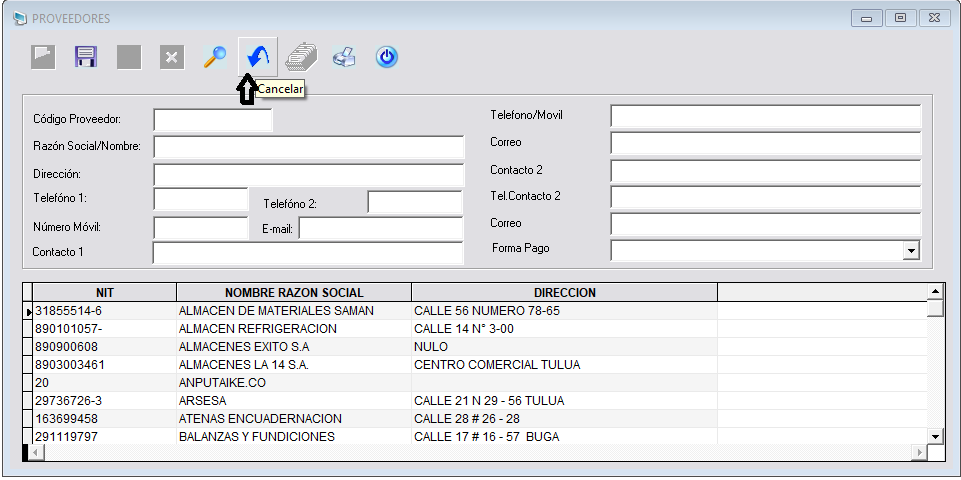 PROVEEDORES
Cancelar
Código Proveedor:
Razón Social/Nombre:
Dirección:
Telefóno 1:
Telefóno 2:
Número Móvil:
E-mail:
Contacto 1
Telefono/Movil
Correo
Contacto 2
Tel.Contacto 2
Correo
Forma Pago
NIT NOMBRE RAZON SOCIAL DIRECCION
31855514-6 ALMACEN DE MATERIALES SAMAN CALLE 56 NUMERO 78-65
890101057- ALMACEN REFRIGERACION CALLE 14 N° 3-00
890900608 ALMACENES EXITO S.A NULO
8903003461 ALMACENES LA 14 S.A. CENTRO COMERCIAL TULUA
20 ANPUTAIKE.CO
29736726-3 ARSESA CALLE 21 N 29 - 56 TULUA
163699458 ATENAS ENCUADERNACION CALLE 28 # 26 - 28
291119797 BALANZAS Y FUNDICIONES CALLE 17 # 16 - 57 BUGA